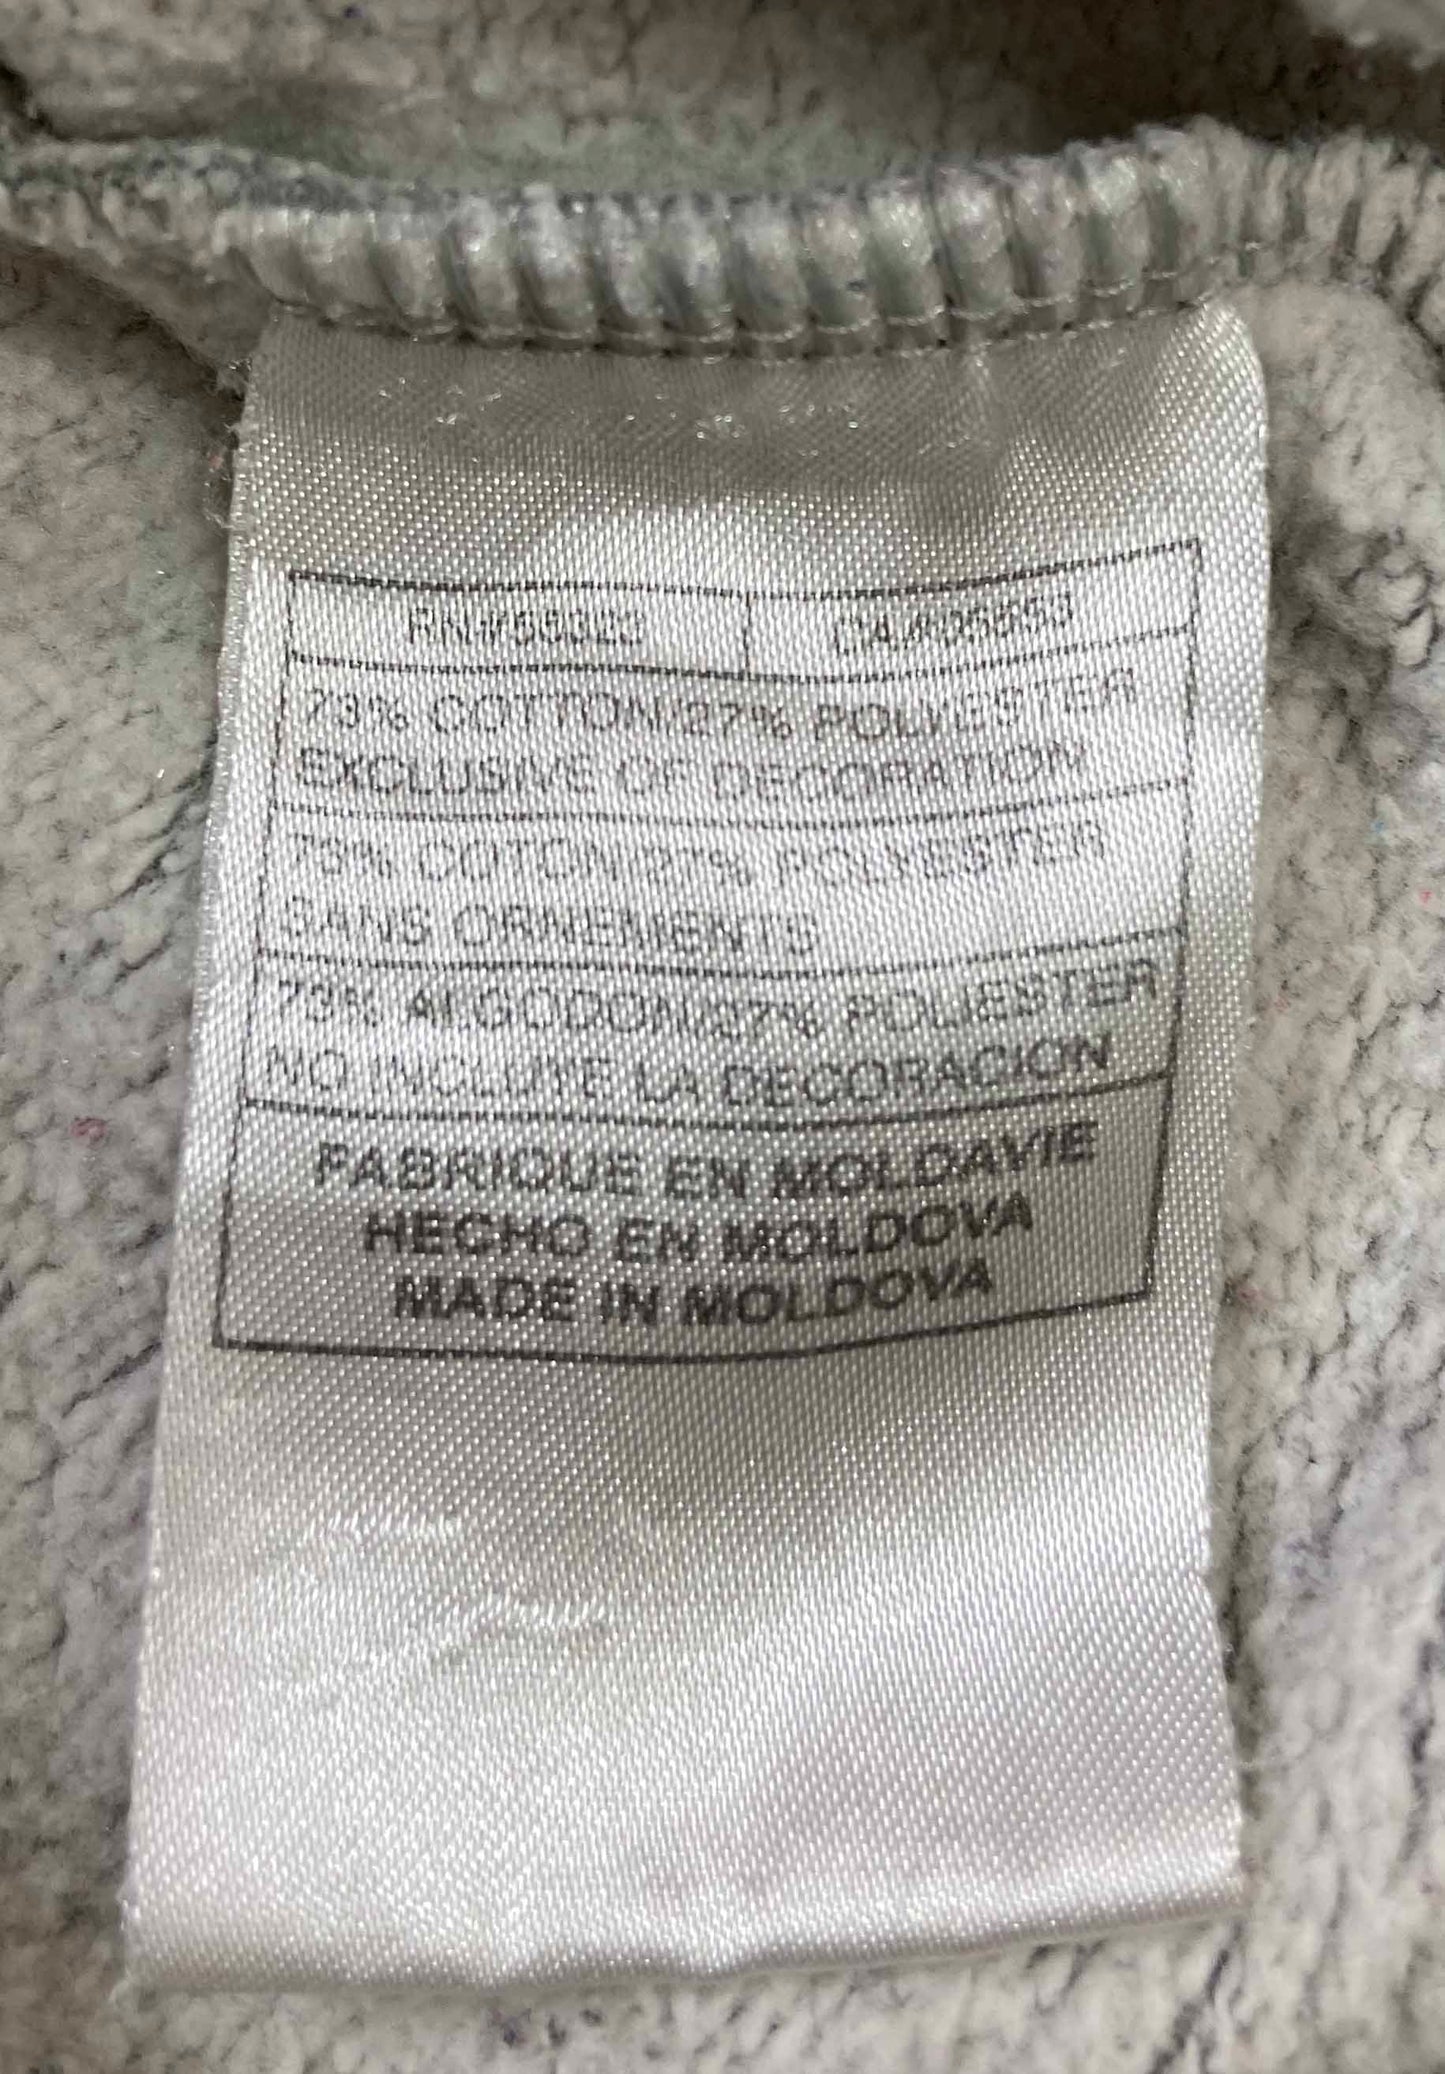 RN#56323 CA#05553
73% COTTON/27% POLYESTER
EXCLUSIVE OF DECORATION
73% COTON/27% POLYESTER
SANS ORNEMENTS
73% ALGODON/27% POLIESTER
NO INCLUYE LA DECORACION
FABRIQUE EN MOLDAVIE
HECHO EN MOLDOVA
MADE IN MOLDOVA